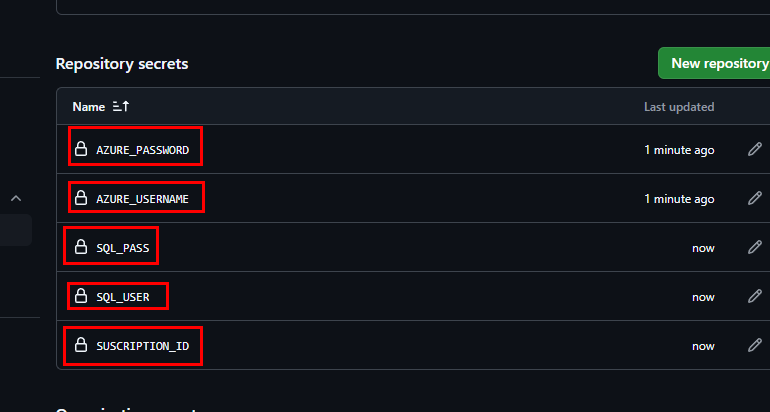 Repository secrets
New repository
Name
Last updated
AZURE_PASSWORD
1 minute ago
AZURE_USERNAME
1 minute ago
SQL_PASS
now
SQL_USER
now
SUSCRIPTION_ID
now